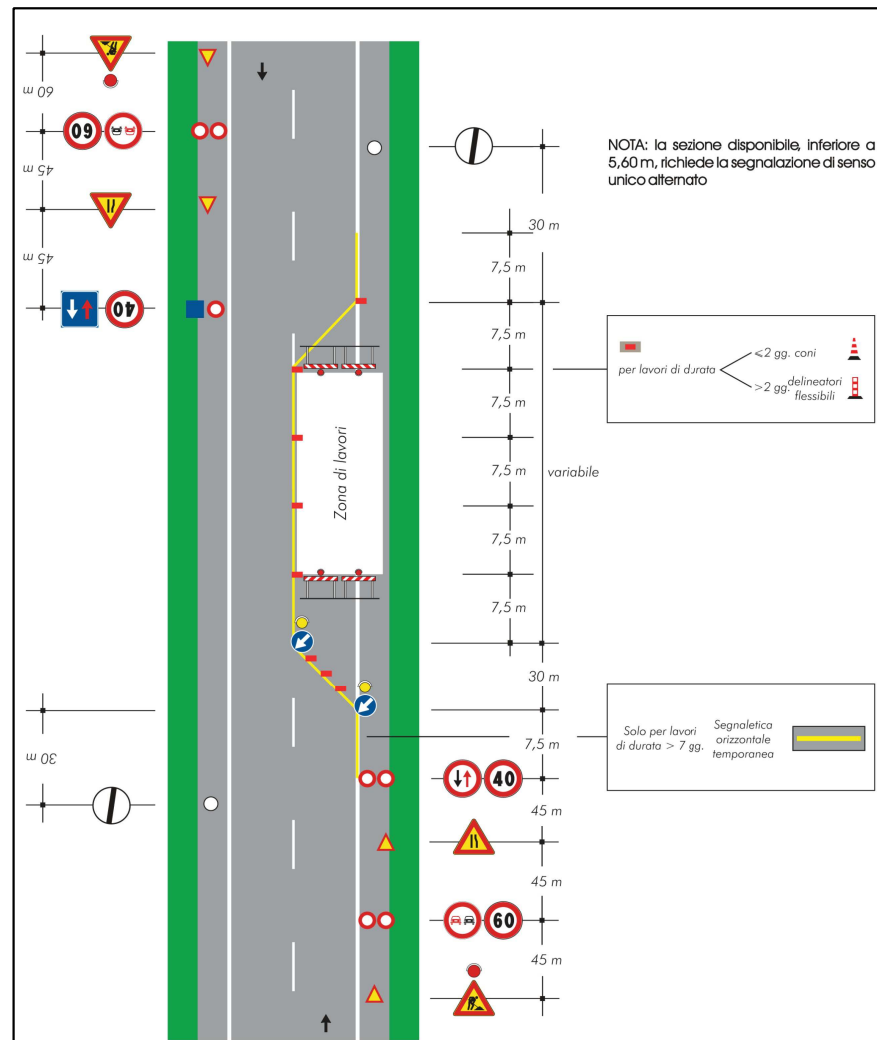 60 m
60
45 m
45 m
40
NOTA: la sezione disponibile, inferiore a
5,60 m, richiede la segnalazione di senso
unico alternato
30 m
7,5 m
7,5 m
7,5 m
7,5 m
7,5 m
7,5 m
variabile
per lavori di durata
≤2 gg. coni
>2 gg. delineatori
flessibili
Zona di lavori
30 m
7,5 m
Solo per lavori
di durata > 7 gg.
Segnaletica
orizzontale
temporanea
30 m
40
45 m
45 m
60
45 m